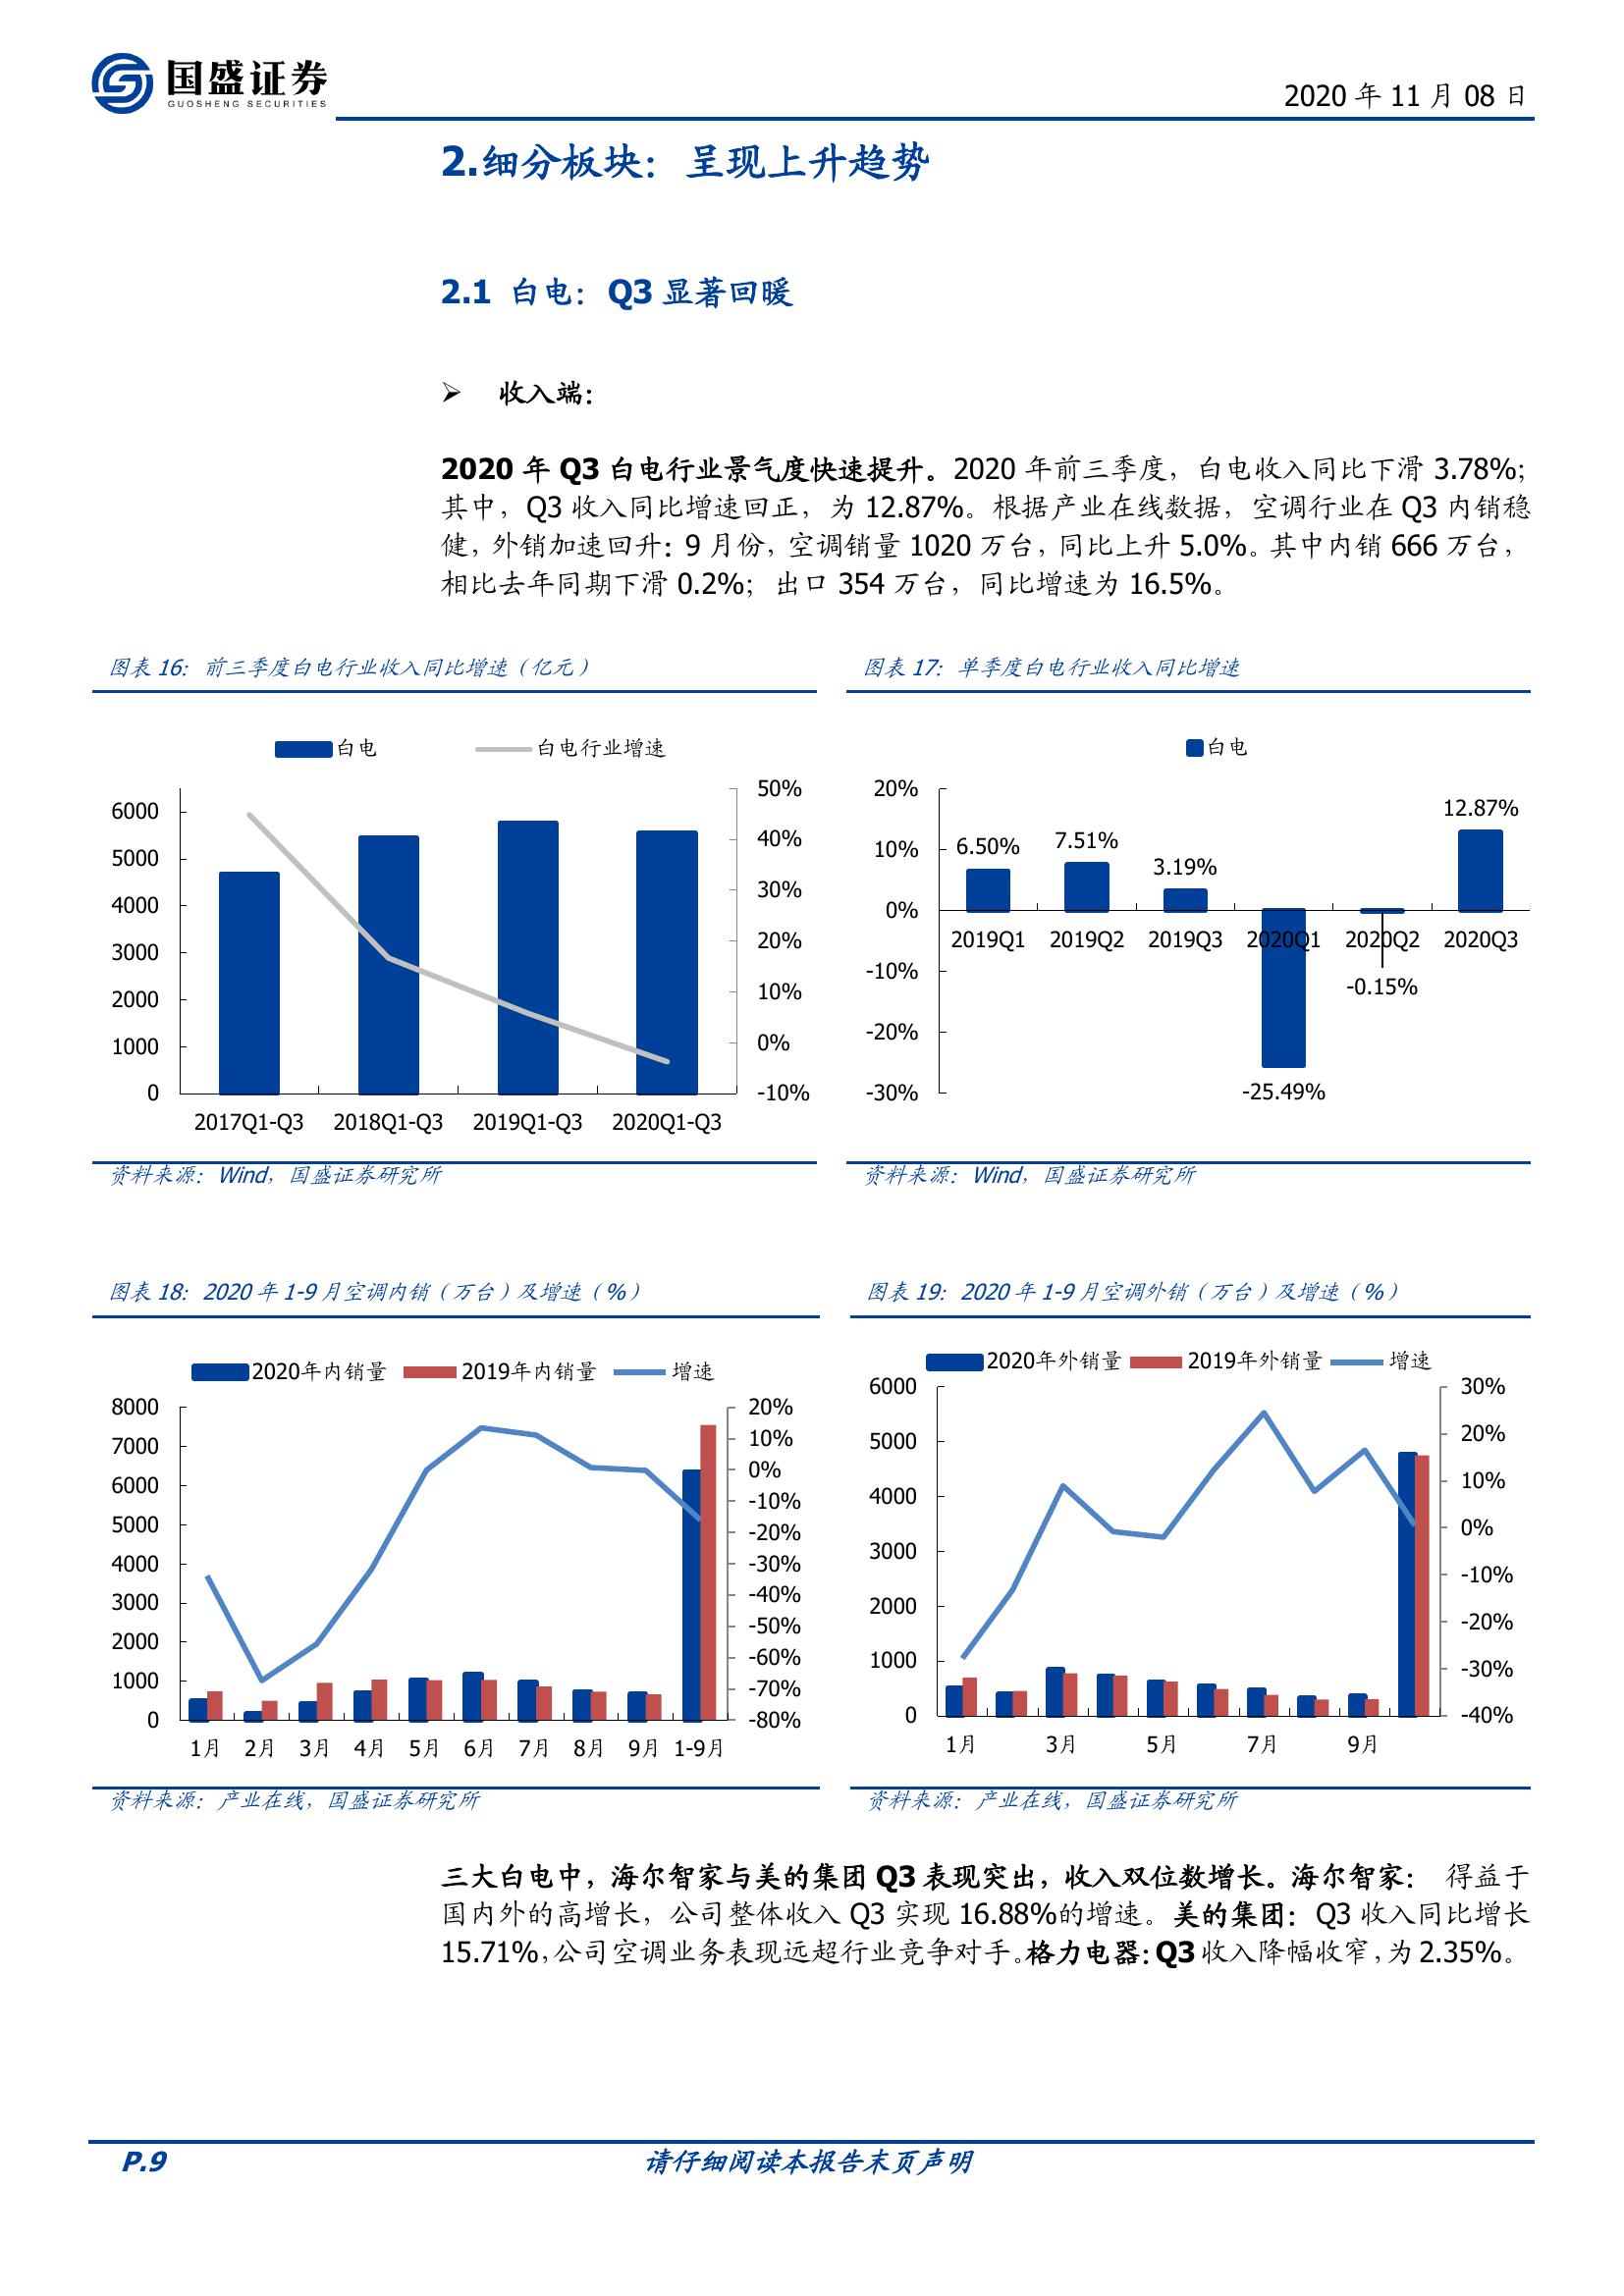 国盛证券
GUOSHENG SECURITIES
2020 年 11 月 08 日
2.细分板块：呈现上升趋势
2.1 白电：Q3 显著回暖
➢ 收入端：
2020 年 Q3 白电行业景气度快速提升。2020 年前三季度，白电收入同比下滑 3.78%；
其中，Q3 收入同比增速回正，为 12.87%。根据产业在线数据，空调行业在 Q3 内销稳
健，外销加速回升：9 月份，空调销量 1020 万台，同比上升 5.0%。其中内销 666 万台，
相比去年同期下滑 0.2%；出口 354 万台，同比增速为 16.5%。
图表 16：前三季度白电行业收入同比增速（亿元）
白电 白电行业增速
6000
5000
4000
3000
2000
1000
0
50%
40%
30%
20%
10%
0%
-10%
2017Q1-Q3 2018Q1-Q3 2019Q1-Q3 2020Q1-Q3
资料来源：Wind，国盛证券研究所
图表 17：单季度白电行业收入同比增速
白电
20%
10%
0%
-10%
-20%
-30%
6.50% 7.51% 3.19% -25.49% -0.15% 12.87%
2019Q1 2019Q2 2019Q3 2020Q1 2020Q2 2020Q3
资料来源：Wind，国盛证券研究所
图表 18：2020 年 1-9 月空调内销（万台）及增速（%）
2020年内销量 2019年内销量 增速
8000
7000
6000
5000
4000
3000
2000
1000
0
20%
10%
0%
-10%
-20%
-30%
-40%
-50%
-60%
-70%
-80%
1月 2月 3月 4月 5月 6月 7月 8月 9月 1-9月
资料来源：产业在线，国盛证券研究所
图表 19：2020 年 1-9 月空调外销（万台）及增速（%）
2020年外销量 2019年外销量 增速
6000
5000
4000
3000
2000
1000
0
30%
20%
10%
0%
-10%
-20%
-30%
-40%
1月 3月 5月 7月 9月
资料来源：产业在线，国盛证券研究所
三大白电中，海尔智家与美的集团 Q3 表现突出，收入双位数增长。海尔智家： 得益于
国内外的高增长，公司整体收入 Q3 实现 16.88%的增速。美的集团：Q3 收入同比增长
15.71%，公司空调业务表现远超行业竞争对手。格力电器：Q3 收入降幅收窄，为 2.35%。
P.9
请仔细阅读本报告末页声明